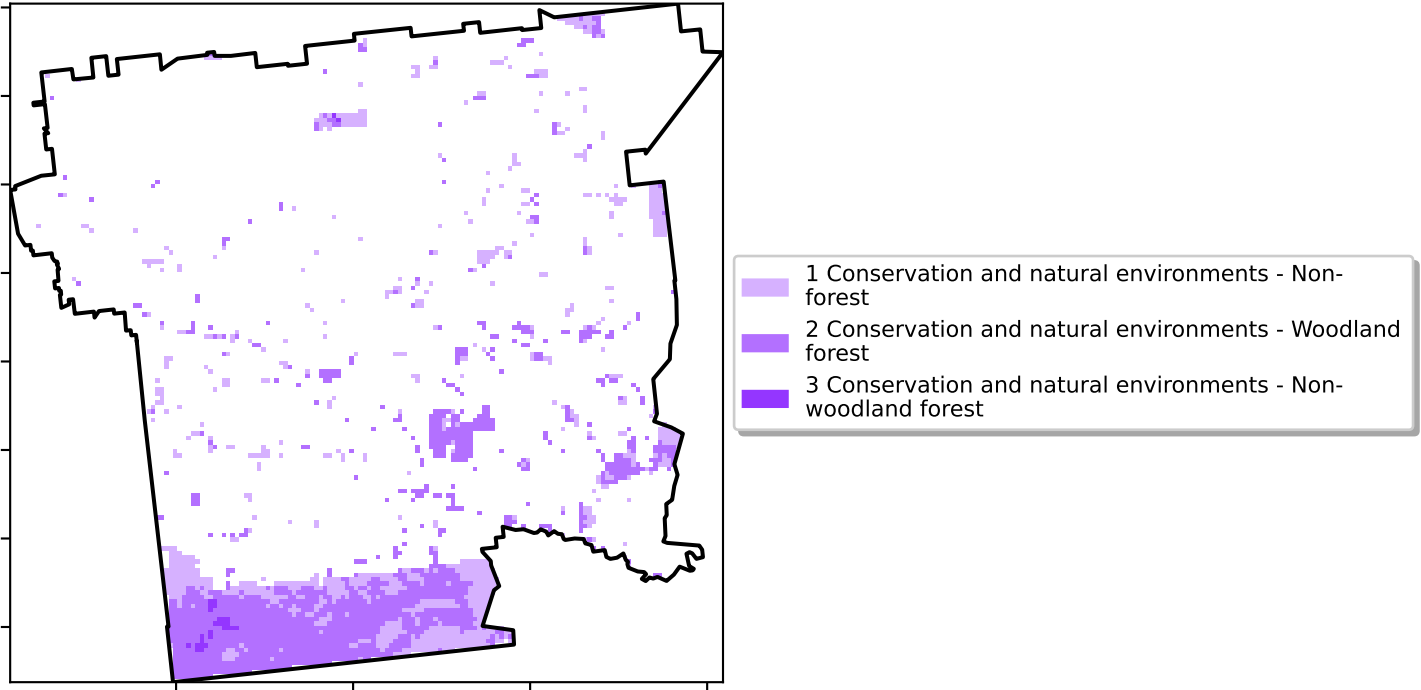 1 Conservation and natural environments - Non-
forest
2 Conservation and natural environments - Woodland
forest
3 Conservation and natural environments - Non-
woodland forest